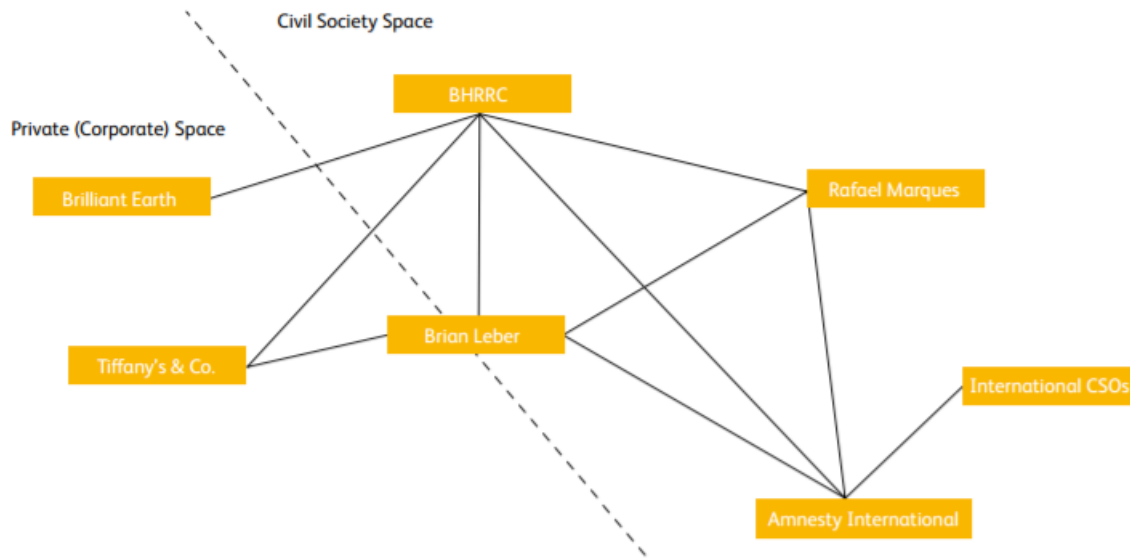 Civil Society Space
BHRRC
Private (Corporate) Space
Brilliant Earth
Rafael Marques
Brian Leber
Tiffany's & Co.
International CSOs
Amnesty International